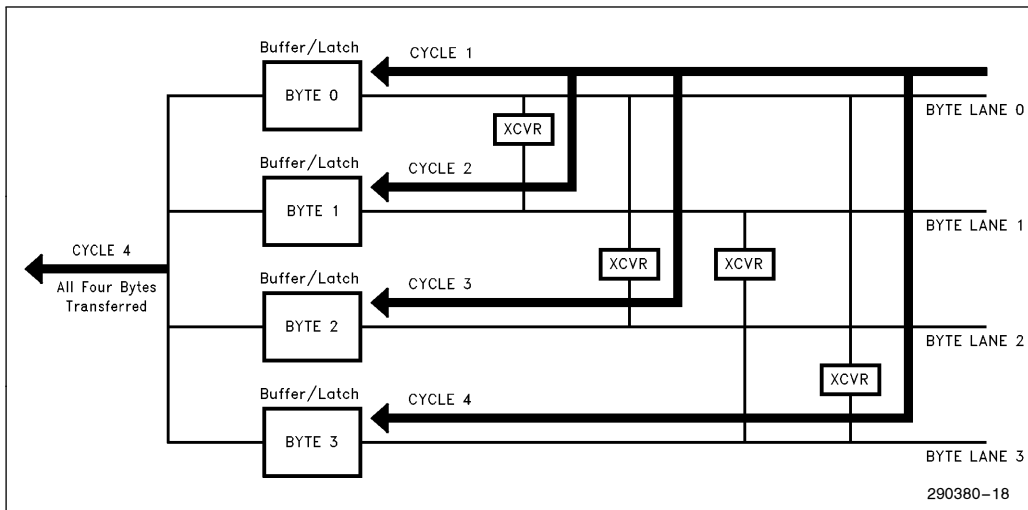 Buffer/Latch
CYCLE 1
BYTE 0
BYTE LANE 0
XCVR
Buffer/Latch
CYCLE 2
BYTE 1
BYTE LANE 1
CYCLE 4
All Four Bytes
Transferred
XCVR
XCVR
Buffer/Latch
CYCLE 3
BYTE 2
BYTE LANE 2
XCVR
Buffer/Latch
CYCLE 4
BYTE 3
BYTE LANE 3
290380-18